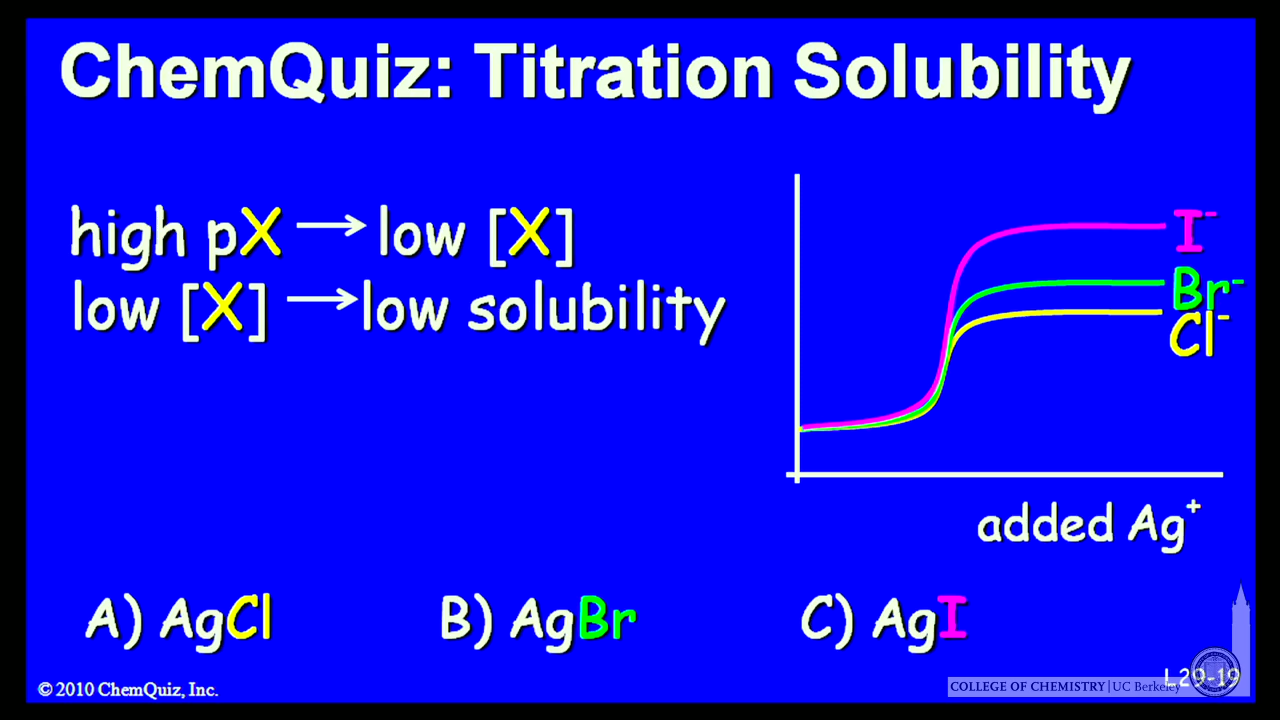 ChemQuiz: Titration Solubility
high pX → low [X]
low [X] → low solubility
I⁻
Br⁻
Cl⁻
added Ag⁺
A) AgCl
B) AgBr
C) AgI
© 2010 ChemQuiz, Inc.
L29-19
COLLEGE OF CHEMISTRY | UC Berkeley